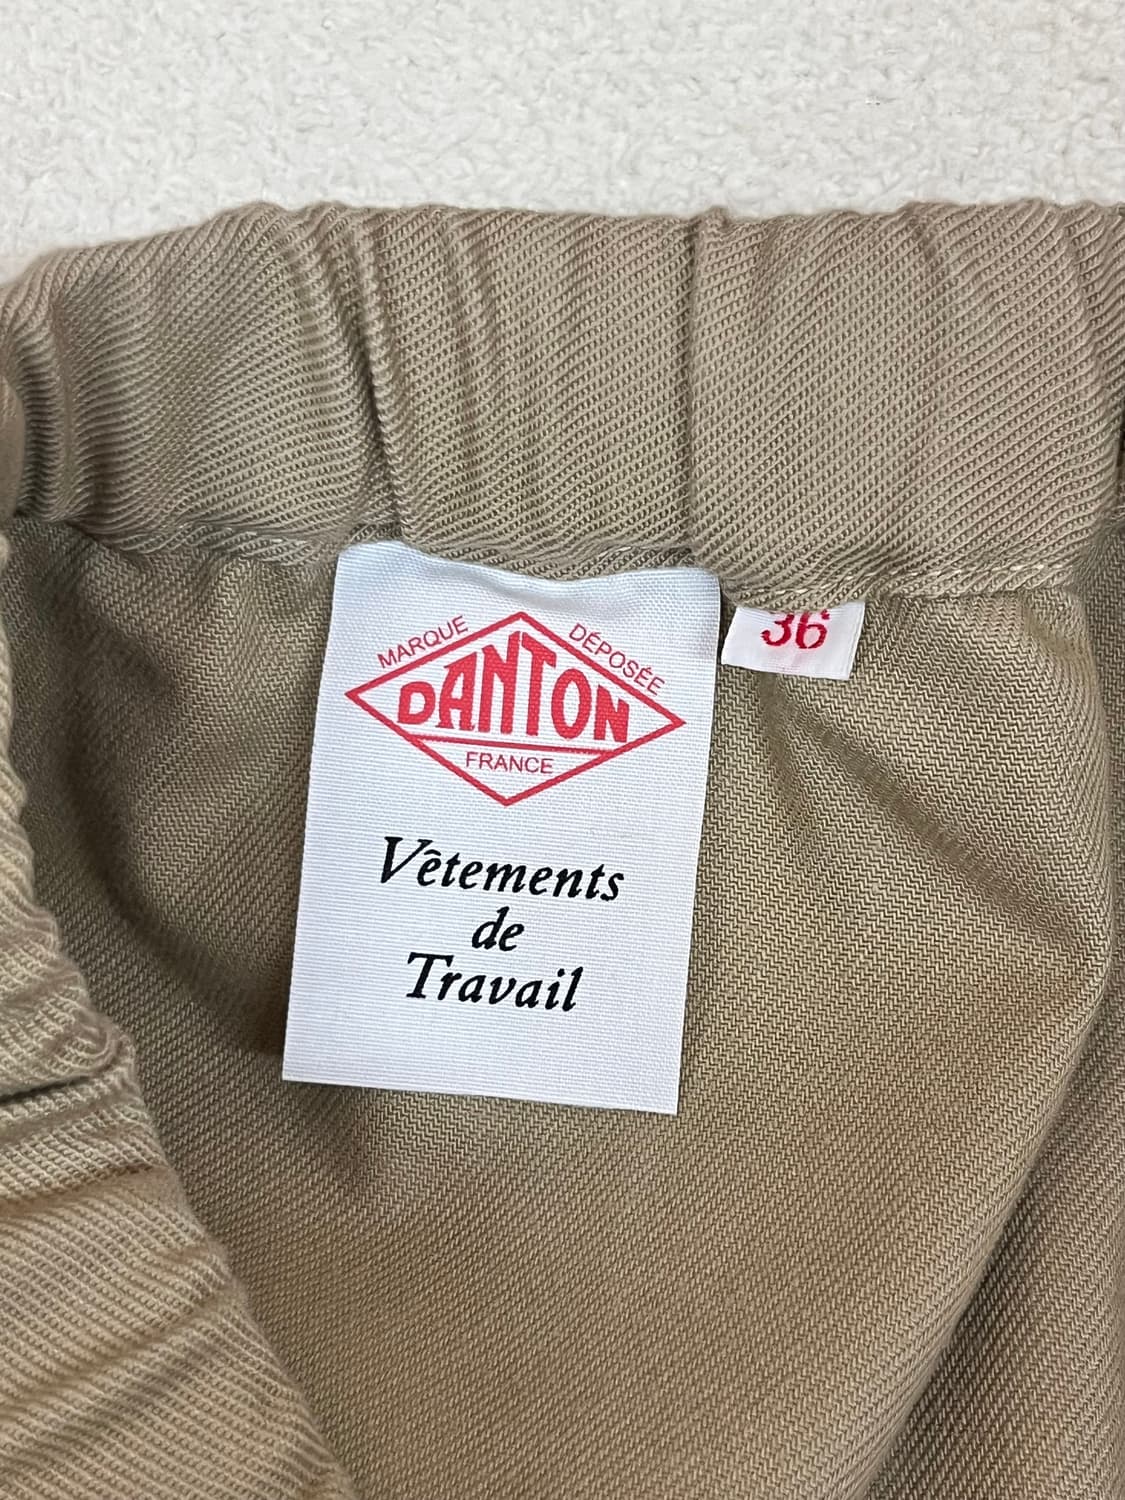 MARQUE DÉPOSÉE
DANTON
FRANCE
36
Vêtements
de
Travail